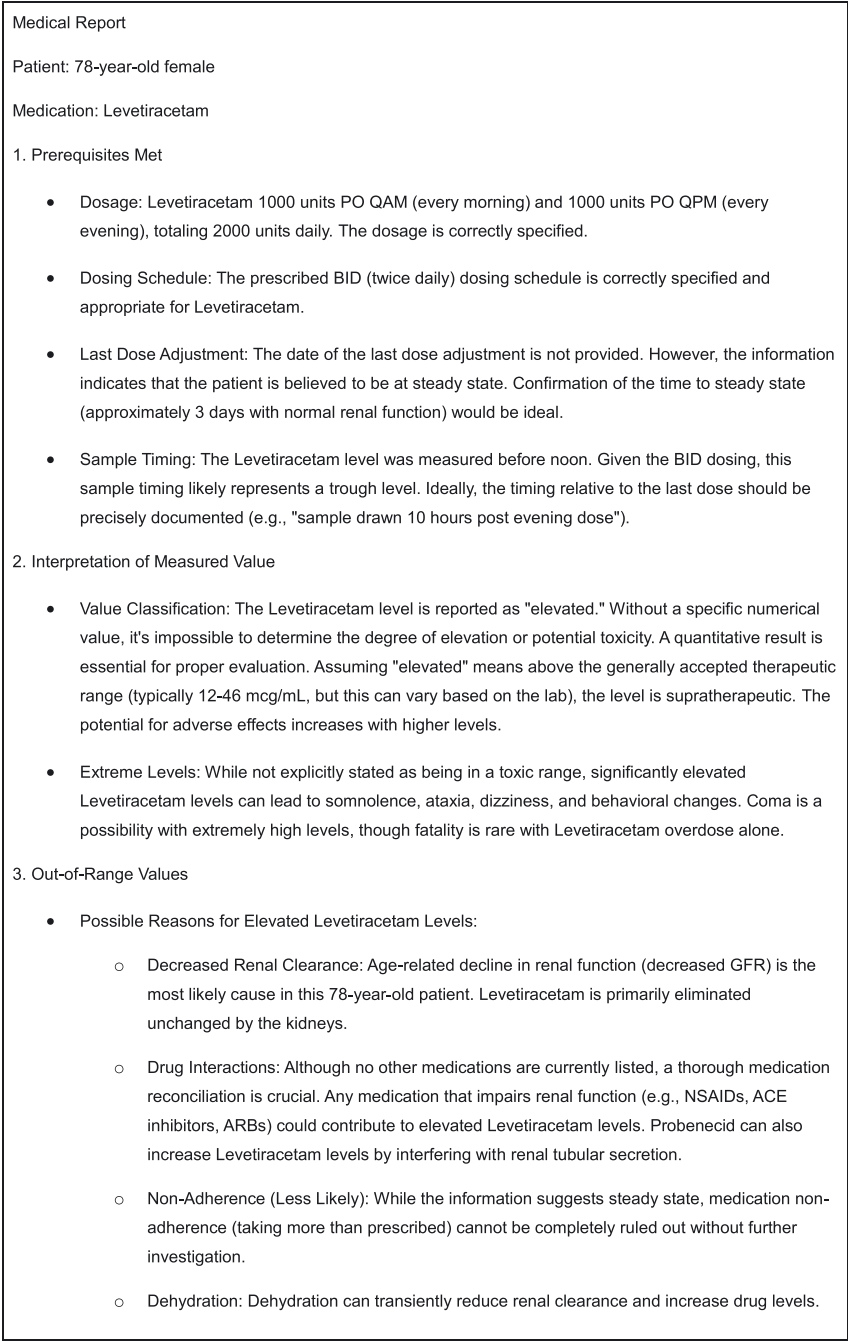 Medical Report
Patient: 78-year-old female
Medication: Levetiracetam
1. Prerequisites Met
• Dosage: Levetiracetam 1000 units PO QAM (every morning) and 1000 units PO QPM (every
evening), totaling 2000 units daily. The dosage is correctly specified.
• Dosing Schedule: The prescribed BID (twice daily) dosing schedule is correctly specified and
appropriate for Levetiracetam.
• Last Dose Adjustment: The date of the last dose adjustment is not provided. However, the information
indicates that the patient is believed to be at steady state. Confirmation of the time to steady state
(approximately 3 days with normal renal function) would be ideal.
• Sample Timing: The Levetiracetam level was measured before noon. Given the BID dosing, this
sample timing likely represents a trough level. Ideally, the timing relative to the last dose should be
precisely documented (e.g., "sample drawn 10 hours post evening dose").
2. Interpretation of Measured Value
• Value Classification: The Levetiracetam level is reported as "elevated." Without a specific numerical
value, it's impossible to determine the degree of elevation or potential toxicity. A quantitative result is
essential for proper evaluation. Assuming "elevated" means above the generally accepted therapeutic
range (typically 12-46 mcg/mL, but this can vary based on the lab), the level is supratherapeutic. The
potential for adverse effects increases with higher levels.
• Extreme Levels: While not explicitly stated as being in a toxic range, significantly elevated
Levetiracetam levels can lead to somnolence, ataxia, dizziness, and behavioral changes. Coma is a
possibility with extremely high levels, though fatality is rare with Levetiracetam overdose alone.
3. Out-of-Range Values
• Possible Reasons for Elevated Levetiracetam Levels:
○ Decreased Renal Clearance: Age-related decline in renal function (decreased GFR) is the
most likely cause in this 78-year-old patient. Levetiracetam is primarily eliminated
unchanged by the kidneys.
○ Drug Interactions: Although no other medications are currently listed, a thorough medication
reconciliation is crucial. Any medication that impairs renal function (e.g., NSAIDs, ACE
inhibitors, ARBs) could contribute to elevated Levetiracetam levels. Probenecid can also
increase Levetiracetam levels by interfering with renal tubular secretion.
○ Non-Adherence (Less Likely): While the information suggests steady state, medication non-
adherence (taking more than prescribed) cannot be completely ruled out without further
investigation.
○ Dehydration: Dehydration can transiently reduce renal clearance and increase drug levels.